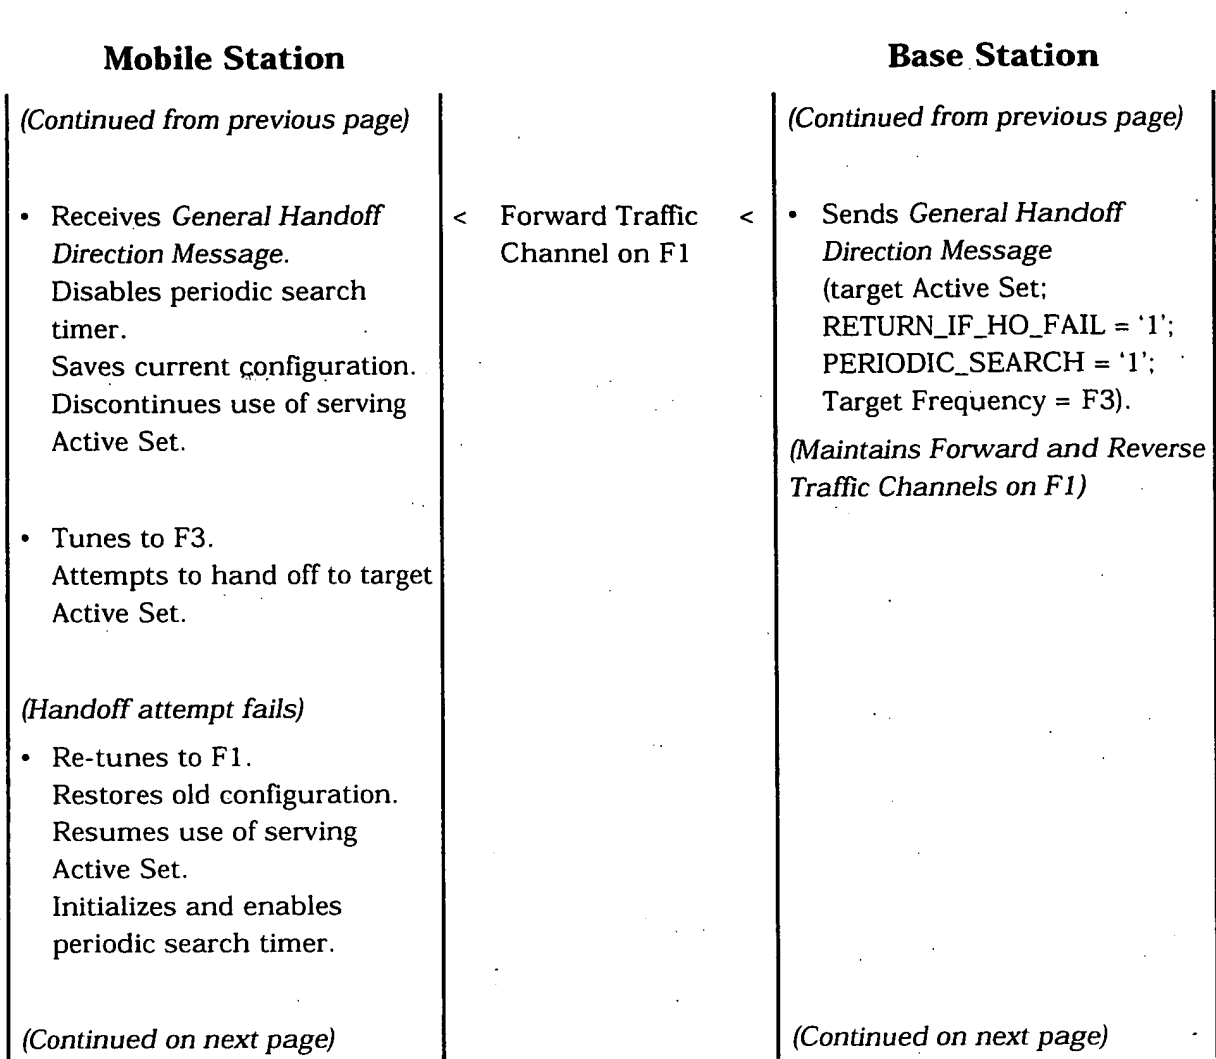 Mobile Station
Base Station
(Continued from previous page)
(Continued from previous page)
• Receives General Handoff
Direction Message.
Disables periodic search
timer.
Saves current configuration.
Discontinues use of serving
Active Set.
< Forward Traffic <
Channel on F1
• Sends General Handoff
Direction Message
(target Active Set;
RETURN_IF_HO_FAIL = ‘1’;
PERIODIC_SEARCH = ‘1’;
Target Frequency = F3).
(Maintains Forward and Reverse
Traffic Channels on F1)
• Tunes to F3.
Attempts to hand off to target
Active Set.
(Handoff attempt fails)
• Re-tunes to F1.
Restores old configuration.
Resumes use of serving
Active Set.
Initializes and enables
periodic search timer.
(Continued on next page)
(Continued on next page)